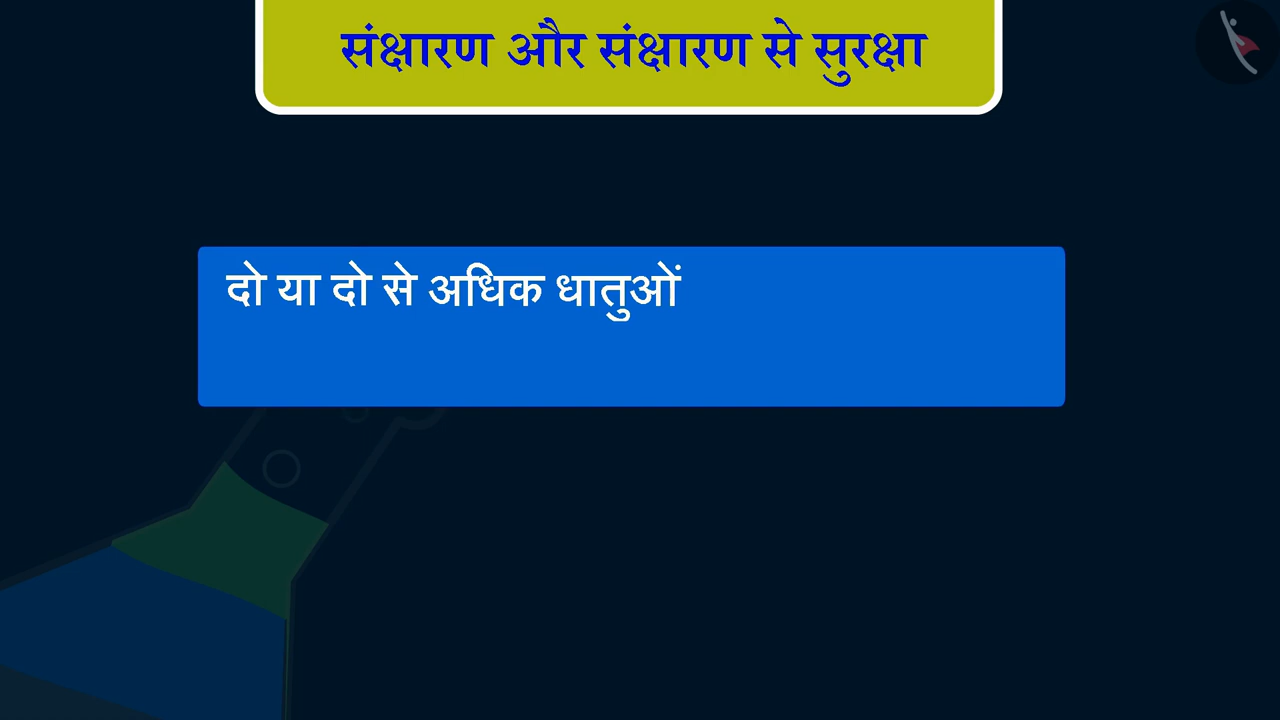 संक्षारण और संक्षारण से सुरक्षा
दो या दो से अधिक धातुओं